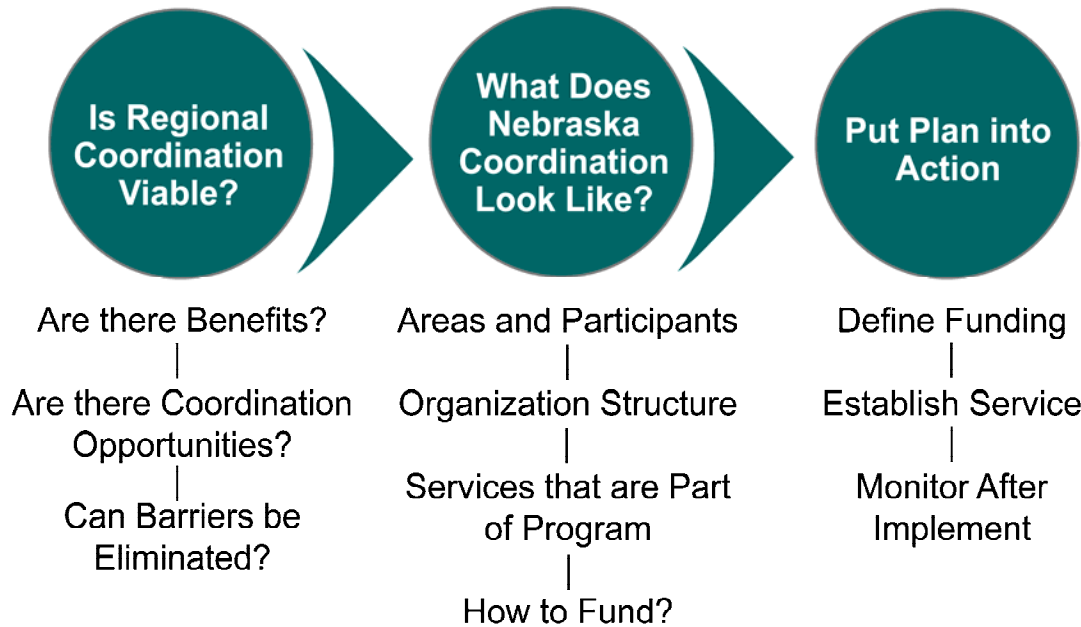 Is Regional
Coordination
Viable?
What Does
Nebraska
Coordination
Look Like?
Put Plan into
Action
Are there Benefits?
Are there Coordination
Opportunities?
Can Barriers be
Eliminated?
Areas and Participants
Organization Structure
Services that are Part
of Program
How to Fund?
Define Funding
Establish Service
Monitor After
Implement